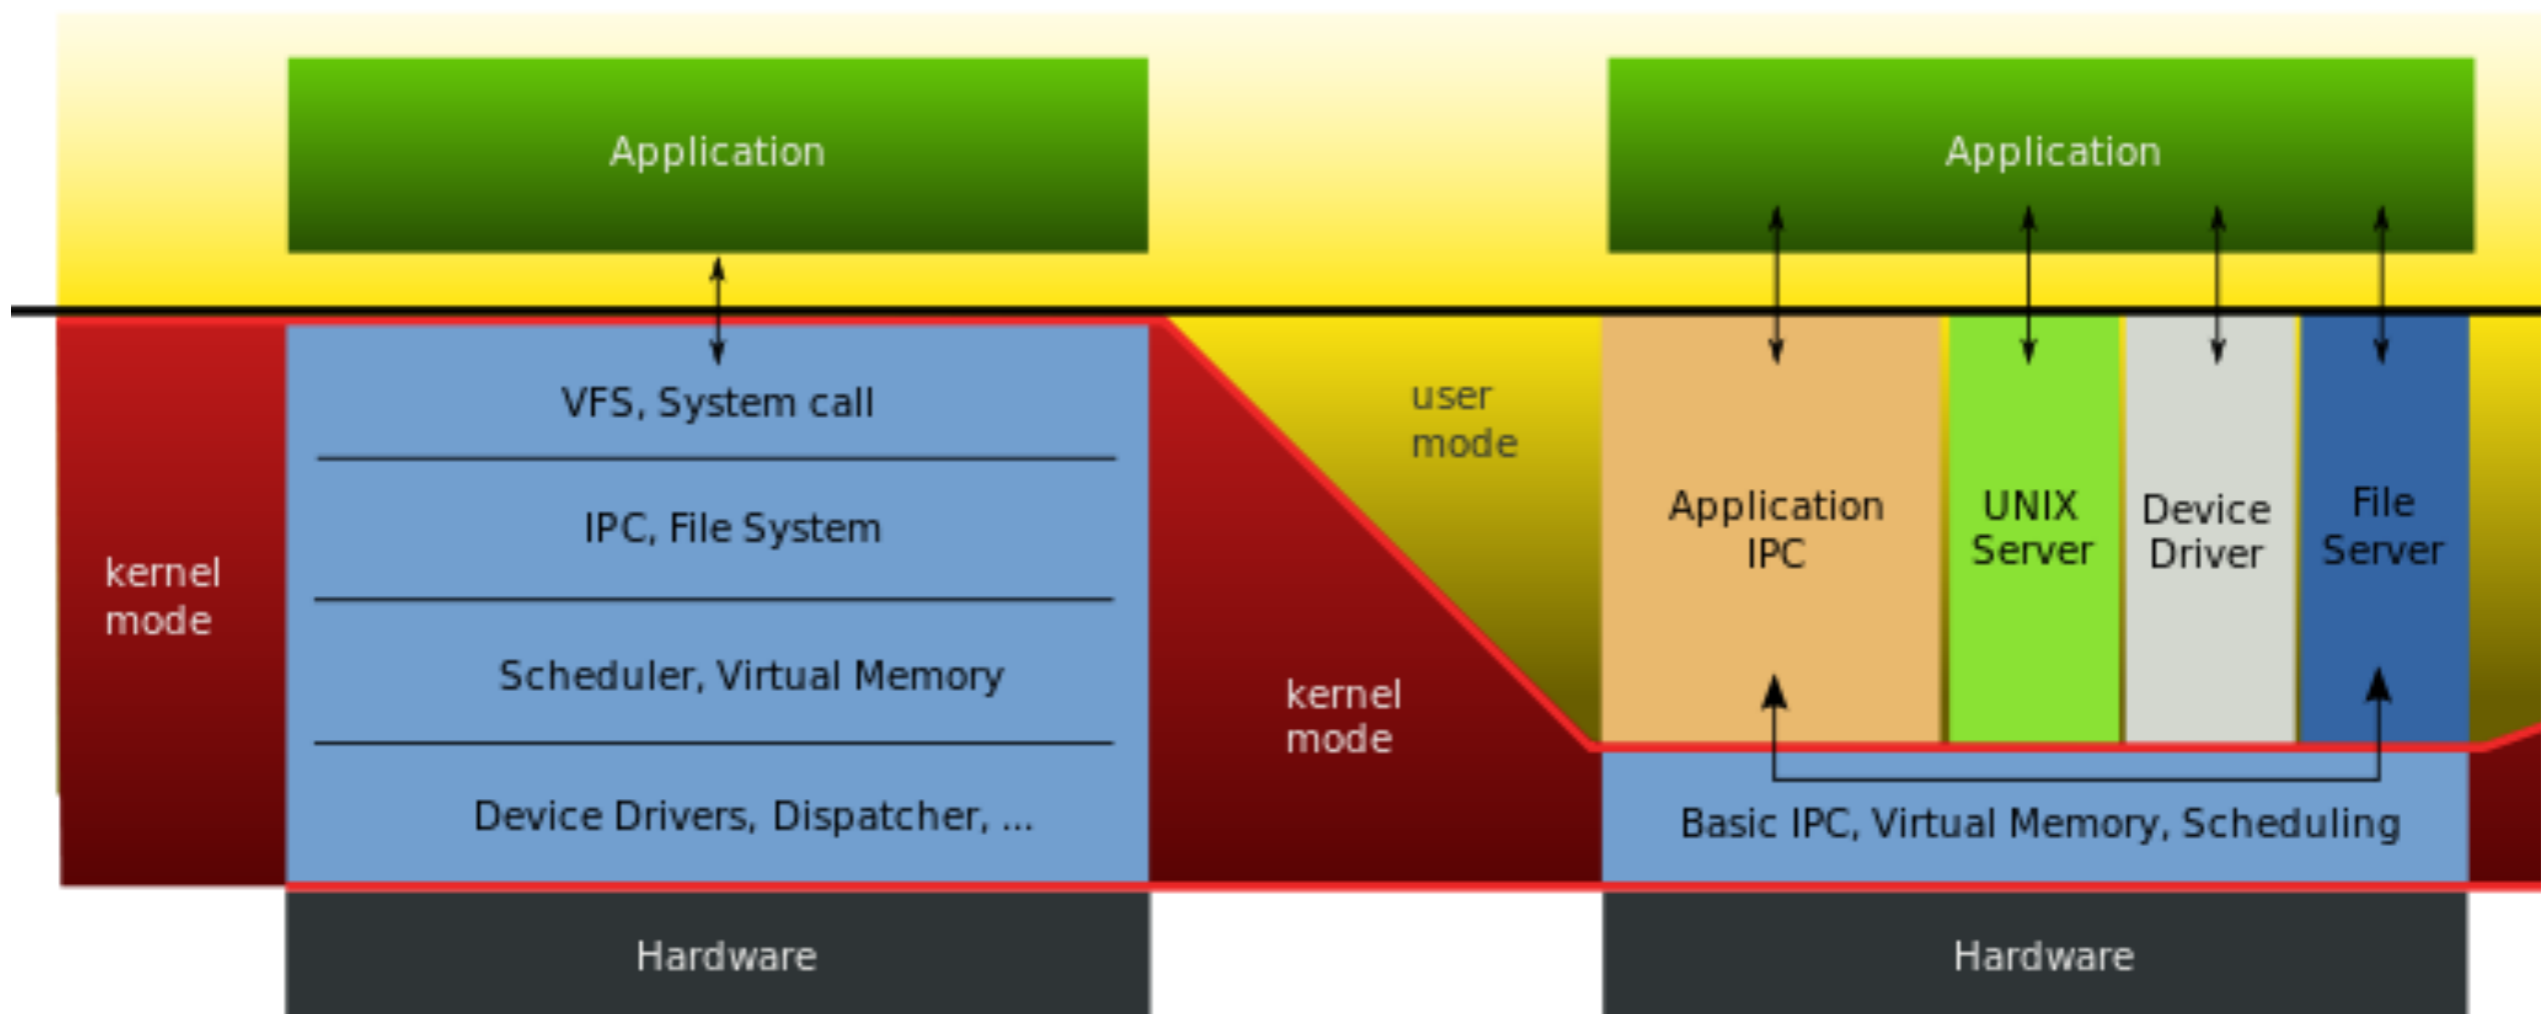 Application
VFS, System call
IPC, File System
Scheduler, Virtual Memory
Device Drivers, Dispatcher, ...
kernel
mode
Hardware
kernel
mode
user
mode
Application
Application
IPC
UNIX
Server
Device
Driver
File
Server
Basic IPC, Virtual Memory, Scheduling
Hardware